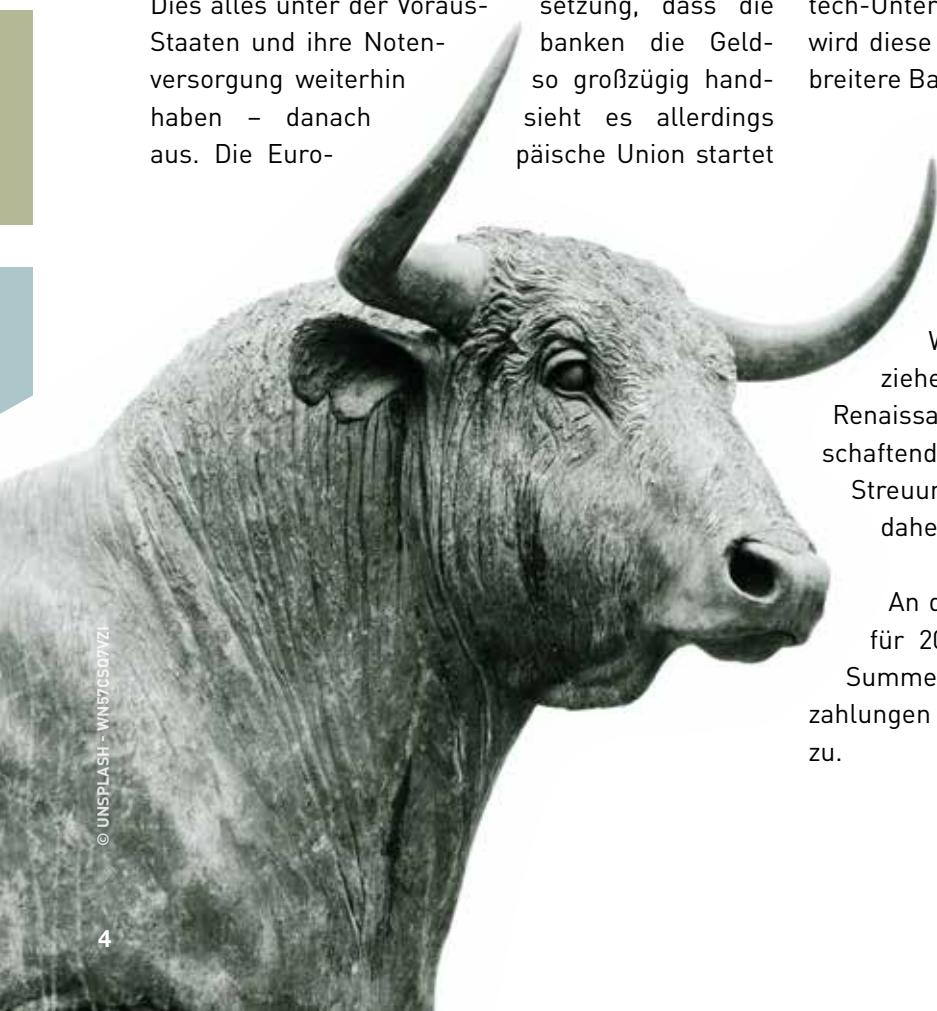 Dies alles unter der Voraus- setzung, dass die
Staaten und ihre Noten- banken die Geld-
versorgung weiterhin so großzügig hand-
haben – danach sieht es allerdings
aus. Die Euro- päische Union startet
tech-Unter
wird diese
breitere Ba
W
ziehe
Renaissa
schaftend
Streuun
dahe
An d
für 20
Summe
zahlungen
zu.
© UNSPLASH - WN57CSQ7VZI
4